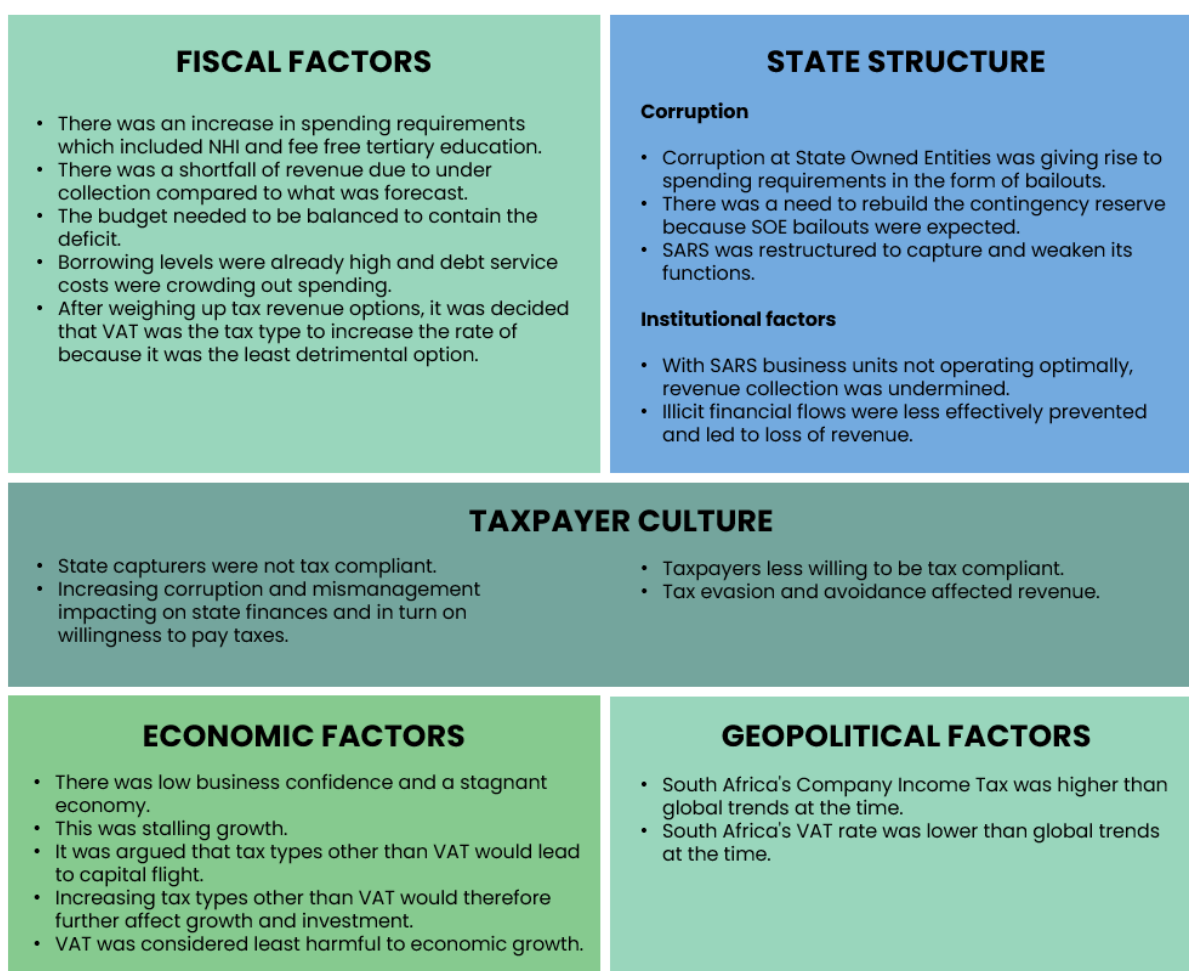 FISCAL FACTORS
• There was an increase in spending requirements
which included NHI and fee free tertiary education.
• There was a shortfall of revenue due to under
collection compared to what was forecast.
• The budget needed to be balanced to contain the
deficit.
• Borrowing levels were already high and debt service
costs were crowding out spending.
• After weighing up tax revenue options, it was decided
that VAT was the tax type to increase the rate of
because it was the least detrimental option.
STATE STRUCTURE
Corruption
• Corruption at State Owned Entities was giving rise to
spending requirements in the form of bailouts.
• There was a need to rebuild the contingency reserve
because SOE bailouts were expected.
• SARS was restructured to capture and weaken its
functions.
Institutional factors
• With SARS business units not operating optimally,
revenue collection was undermined.
• Illicit financial flows were less effectively prevented
and led to loss of revenue.
TAXPAYER CULTURE
• State capturers were not tax compliant.
• Increasing corruption and mismanagement
impacting on state finances and in turn on
willingness to pay taxes.
• Taxpayers less willing to be tax compliant.
• Tax evasion and avoidance affected revenue.
ECONOMIC FACTORS
• There was low business confidence and a stagnant
economy.
• This was stalling growth.
• It was argued that tax types other than VAT would lead
to capital flight.
• Increasing tax types other than VAT would therefore
further affect growth and investment.
• VAT was considered least harmful to economic growth.
GEOPOLITICAL FACTORS
• South Africa's Company Income Tax was higher than
global trends at the time.
• South Africa's VAT rate was lower than global trends
at the time.